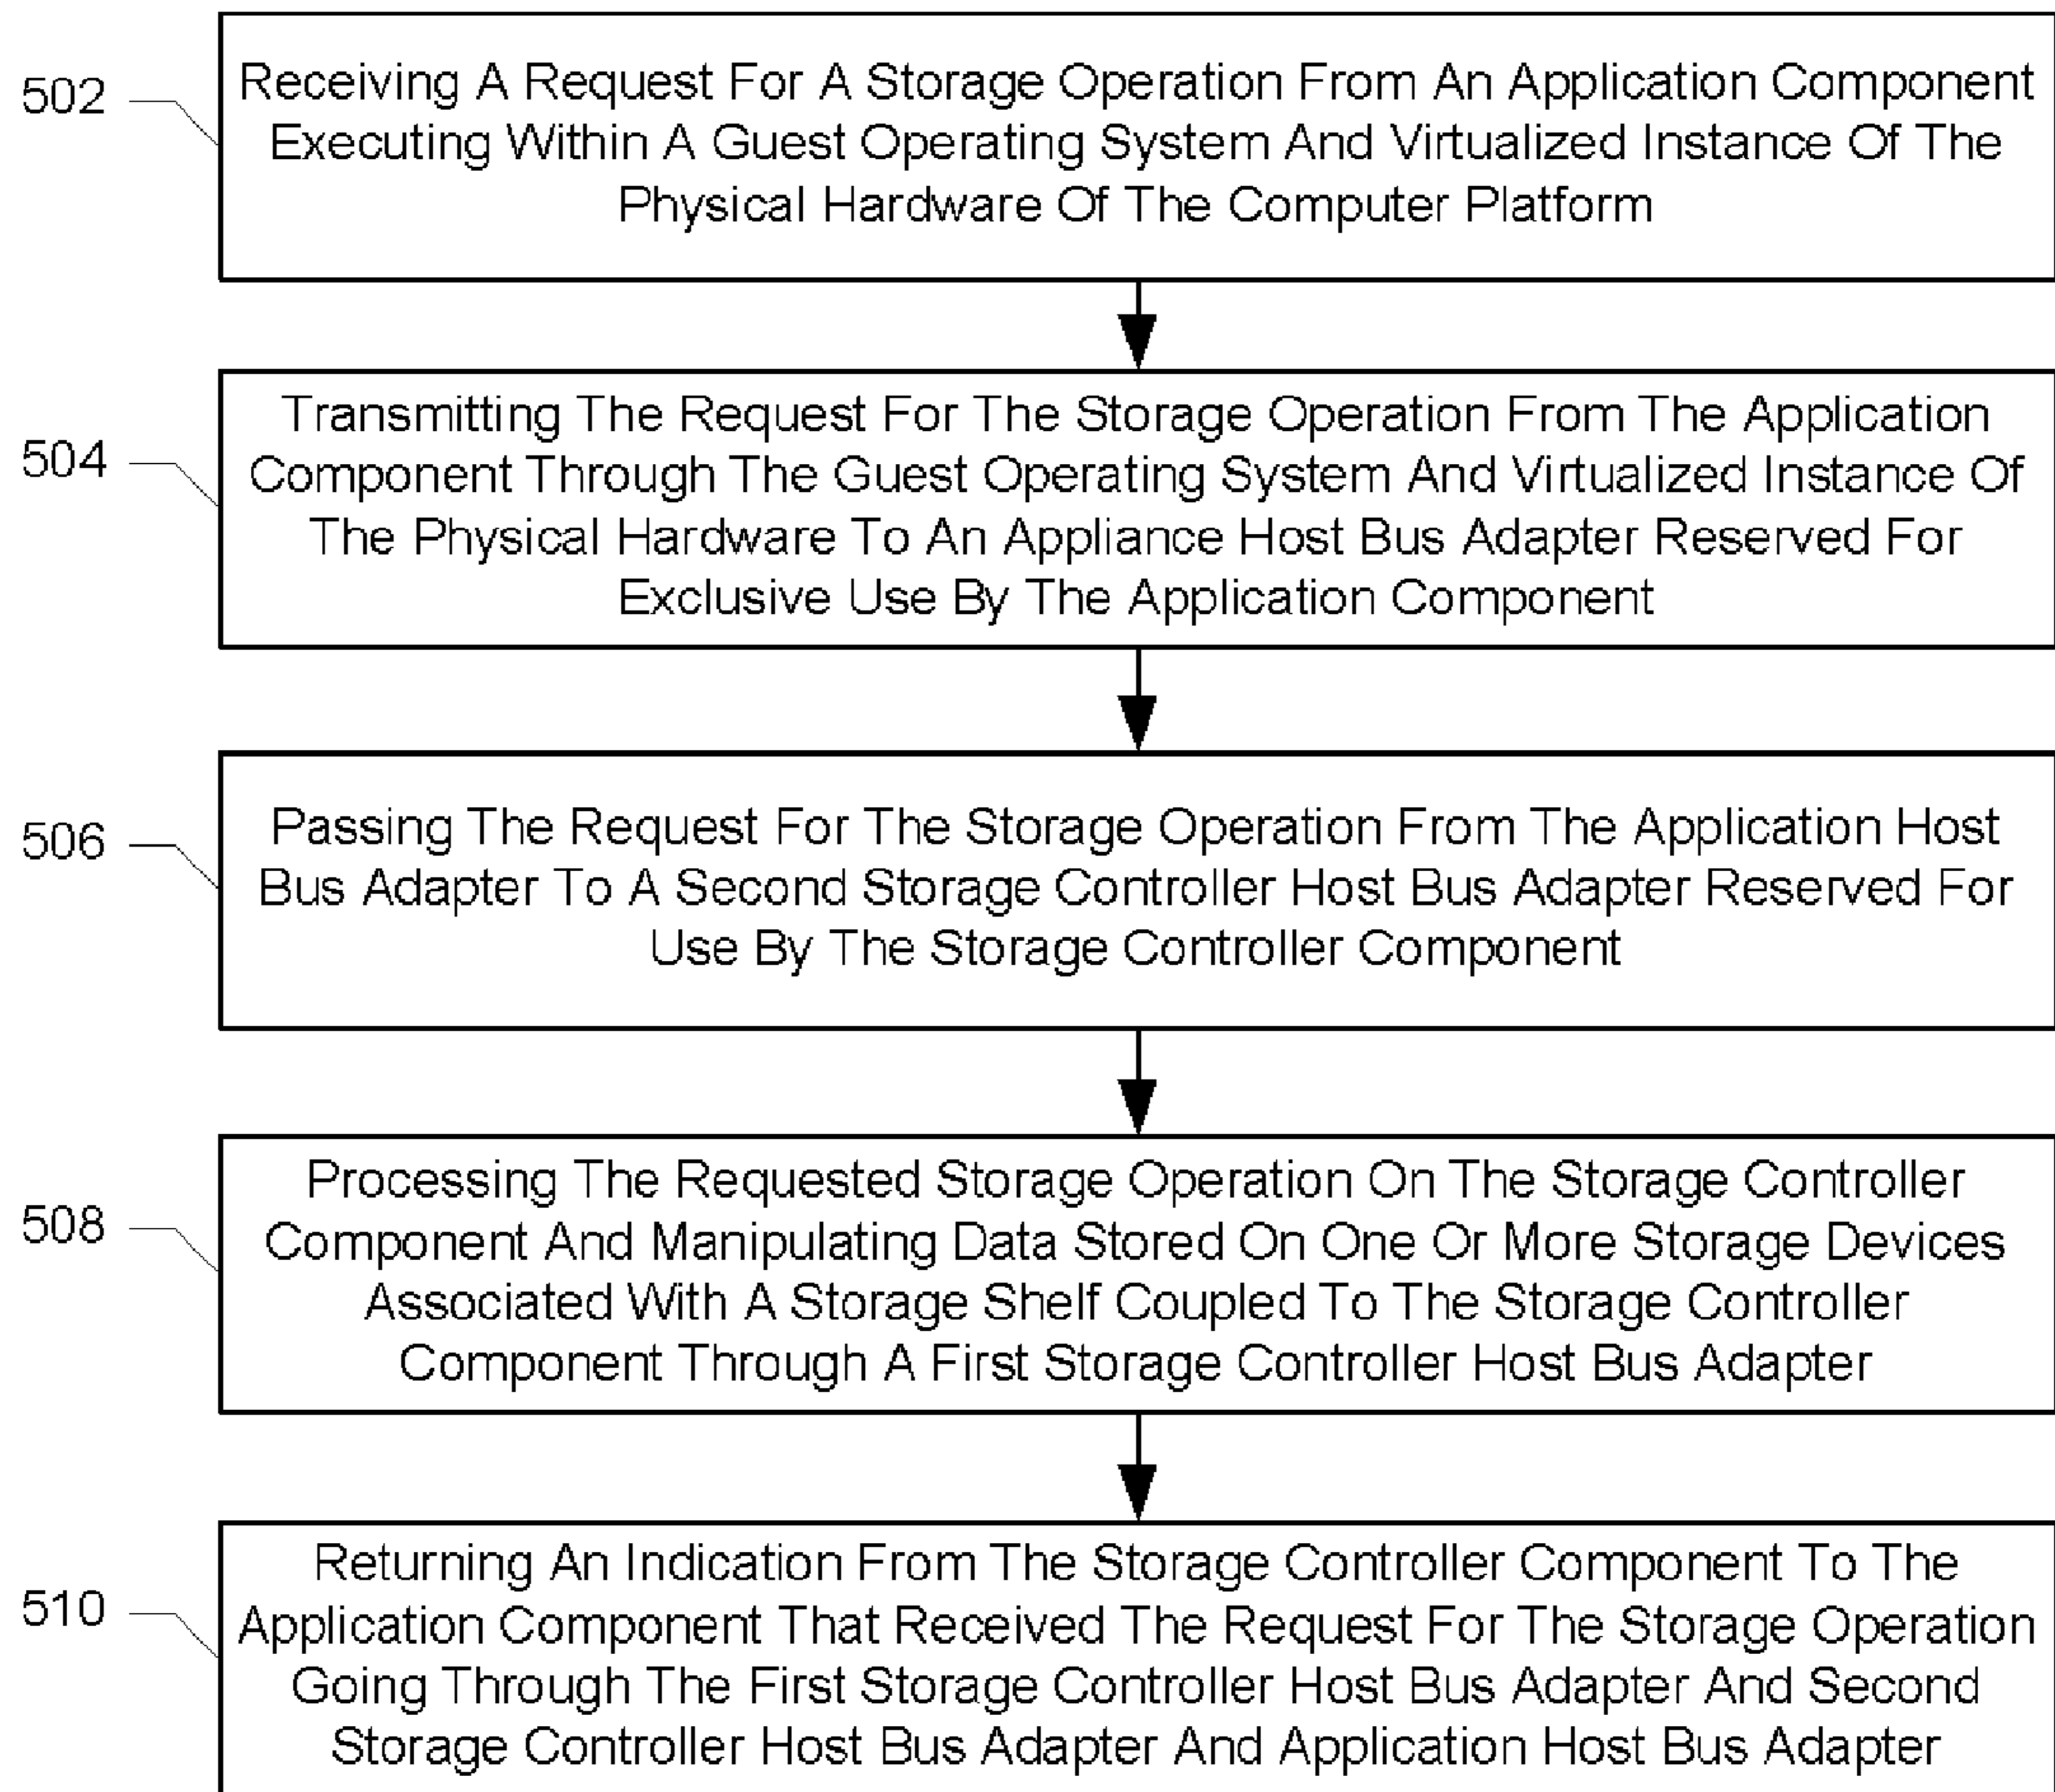 502
Receiving A Request For A Storage Operation From An Application Component
Executing Within A Guest Operating System And Virtualized Instance Of The
Physical Hardware Of The Computer Platform
504
Transmitting The Request For The Storage Operation From The Application
Component Through The Guest Operating System And Virtualized Instance Of
The Physical Hardware To An Appliance Host Bus Adapter Reserved For
Exclusive Use By The Application Component
506
Passing The Request For The Storage Operation From The Application Host
Bus Adapter To A Second Storage Controller Host Bus Adapter Reserved For
Use By The Storage Controller Component
508
Processing The Requested Storage Operation On The Storage Controller
Component And Manipulating Data Stored On One Or More Storage Devices
Associated With A Storage Shelf Coupled To The Storage Controller
Component Through A First Storage Controller Host Bus Adapter
510
Returning An Indication From The Storage Controller Component To The
Application Component That Received The Request For The Storage Operation
Going Through The First Storage Controller Host Bus Adapter And Second
Storage Controller Host Bus Adapter And Application Host Bus Adapter